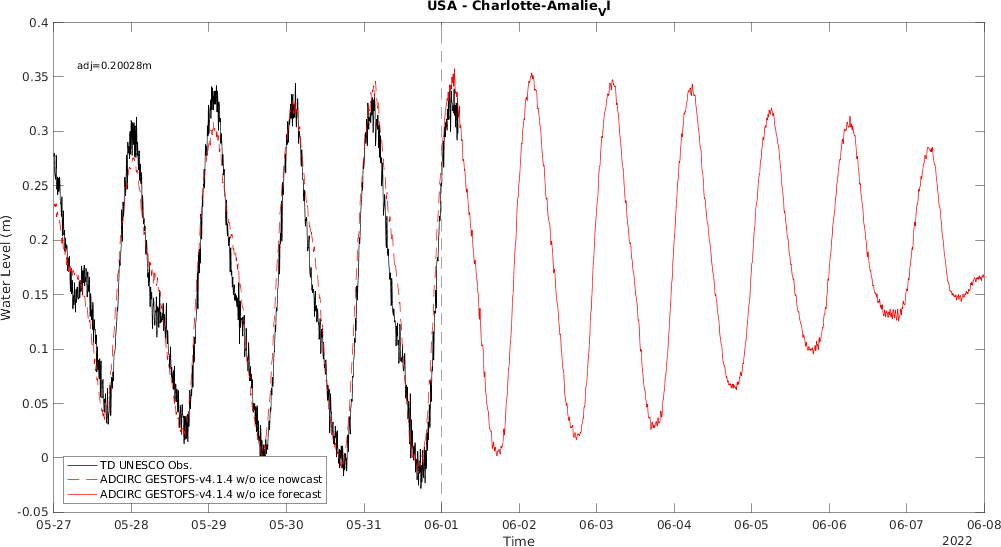 USA - Charlotte-Amalie_VI
0.4
adj=0.20028m
0.35
0.3
0.25
0.2
0.15
0.1
0.05
0
-0.05
Water Level (m)
TD UNESCO Obs.
ADCIRC GESTOFS-v4.1.4 w/o ice nowcast
ADCIRC GESTOFS-v4.1.4 w/o ice forecast
05-27 05-28 05-29 05-30 05-31 06-01 06-02 06-03 06-04 06-05 06-06 06-07 06-08
Time
2022